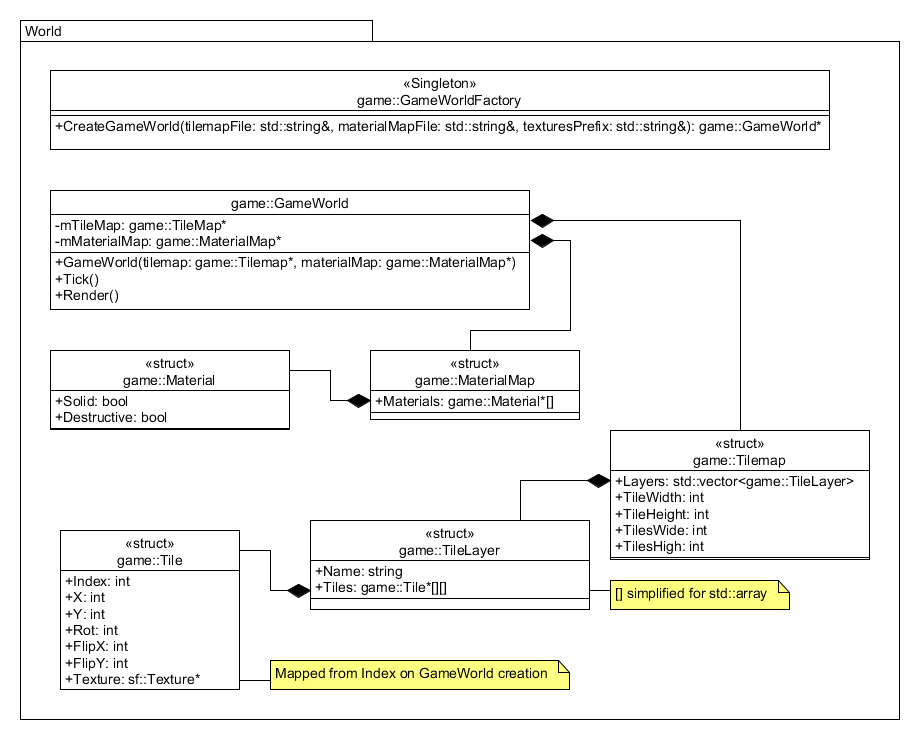 World
«Singleton»
game::GameWorldFactory
+CreateGameWorld(tilemapFile: std::string&, materialMapFile: std::string&, texturesPrefix: std::string&): game::GameWorld*
game::GameWorld
-mTileMap: game::TileMap*
-mMaterialMap: game::MaterialMap*
+GameWorld(tilemap: game::Tilemap*, materialMap: game::MaterialMap*)
+Tick()
+Render()
«struct»
game::Material
+Solid: bool
+Destructive: bool
«struct»
game::MaterialMap
+Materials: game::Material*[]
«struct»
game::Tilemap
+Layers: std::vector<game::TileLayer>
+TileWidth: int
+TileHeight: int
+TilesWide: int
+TilesHigh: int
«struct»
game::TileLayer
+Name: string
+Tiles: game::Tile*[][]
[] simplified for std::array
«struct»
game::Tile
+Index: int
+X: int
+Y: int
+Rot: int
+FlipX: int
+FlipY: int
+Texture: sf::Texture*
Mapped from Index on GameWorld creation